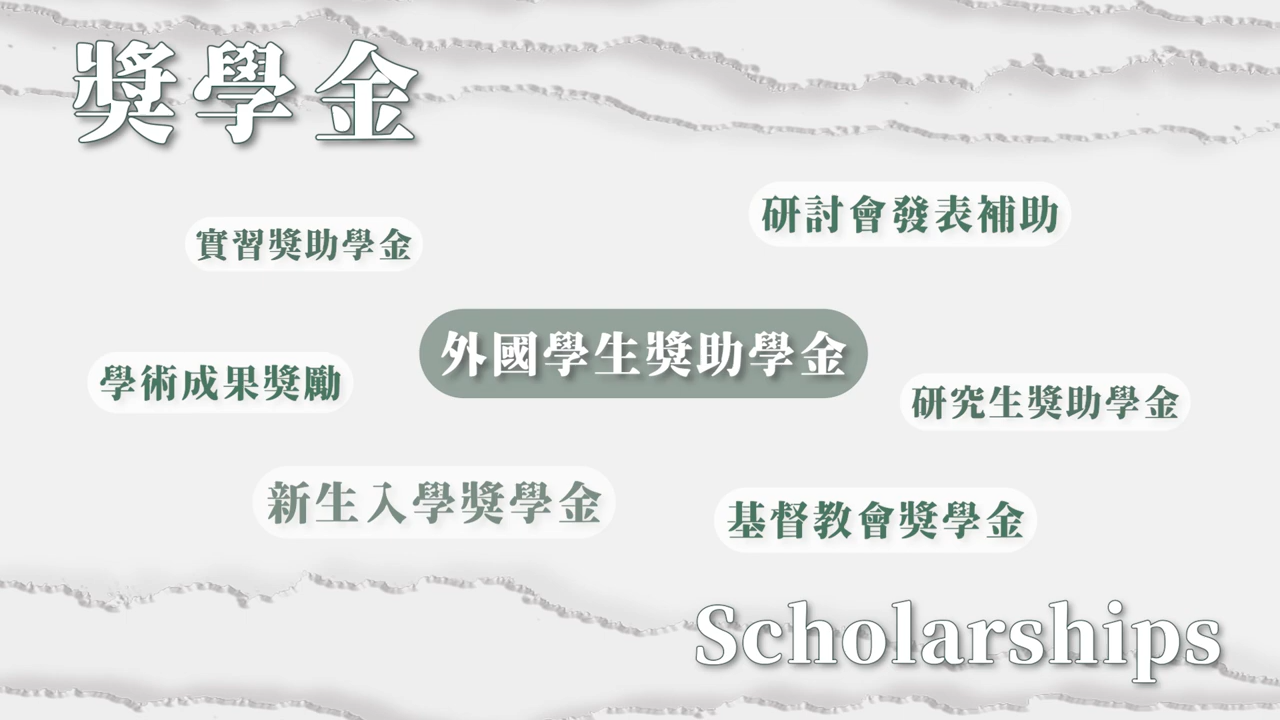 獎學金
研討會發表補助
實習獎助學金
外國學生獎助學金
學術成果獎勵
研究生獎助學金
新生入學獎學金
基督教會獎學金
Scholarships